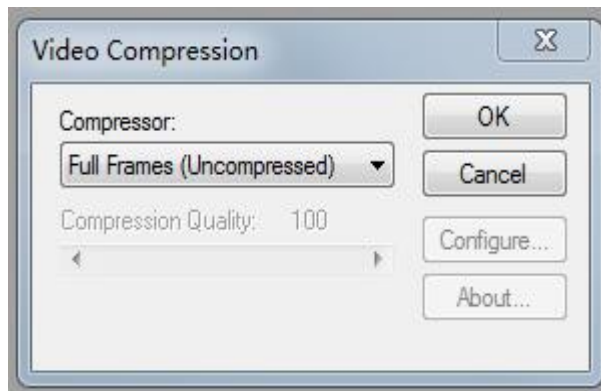 Video Compression
Compressor:
Full Frames (Uncompressed)
Compression Quality: 100
OK
Cancel
Configure...
About...